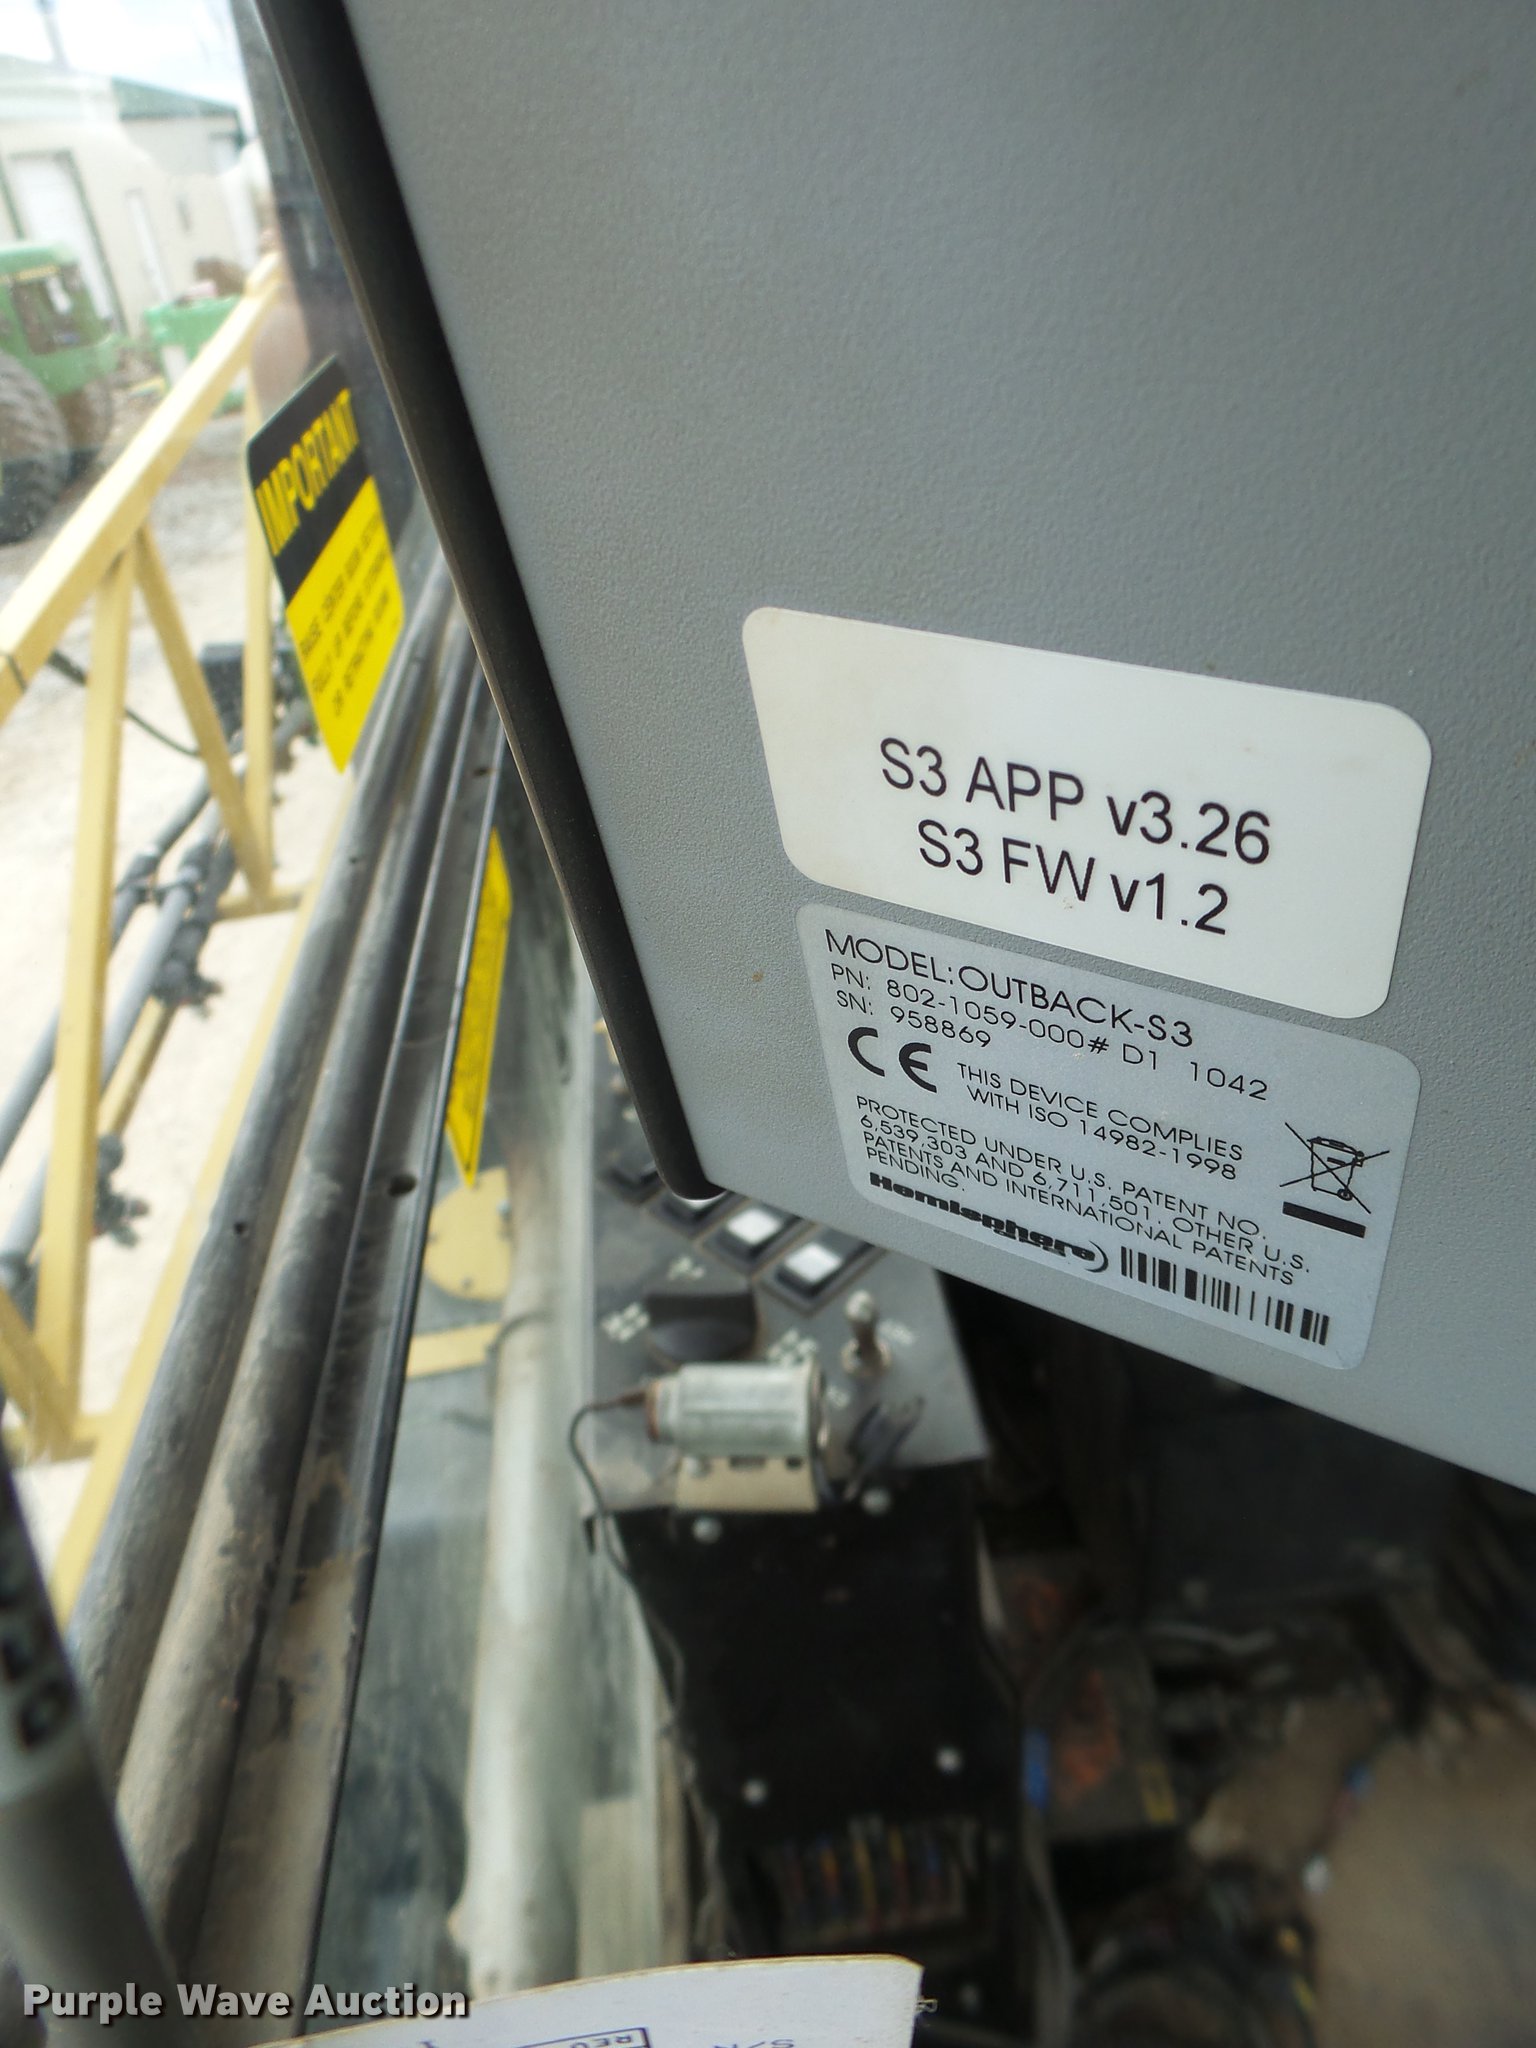 IMPORTANT
S3 APP v3.26
S3 FW v1.2
MODEL: OUTBACK-S3
PN: 802-1059-000# D1 1042
SN: 958869
CE
THIS DEVICE COMPLIES
WITH ISO 14982-1998
PROTECTED UNDER U.S. PATENT NO.
6,539,303 AND 6,711,501. OTHER U.S.
PATENTS AND INTERNATIONAL PATENTS
PENDING.
Hemisphere
GPS
REV
S/N
Purple Wave Auction